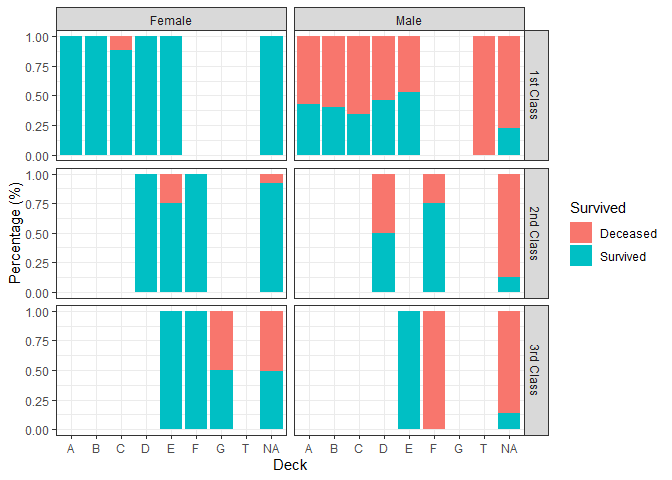 Female Male
1.00
0.75
0.50
0.25
0.00
1st Class
1.00
0.75
0.50
0.25
0.00
2nd Class
1.00
0.75
0.50
0.25
0.00
3rd Class
Percentage (%)
A B C D E F G T NA A B C D E F G T NA
Deck
Survived
Deceased
Survived